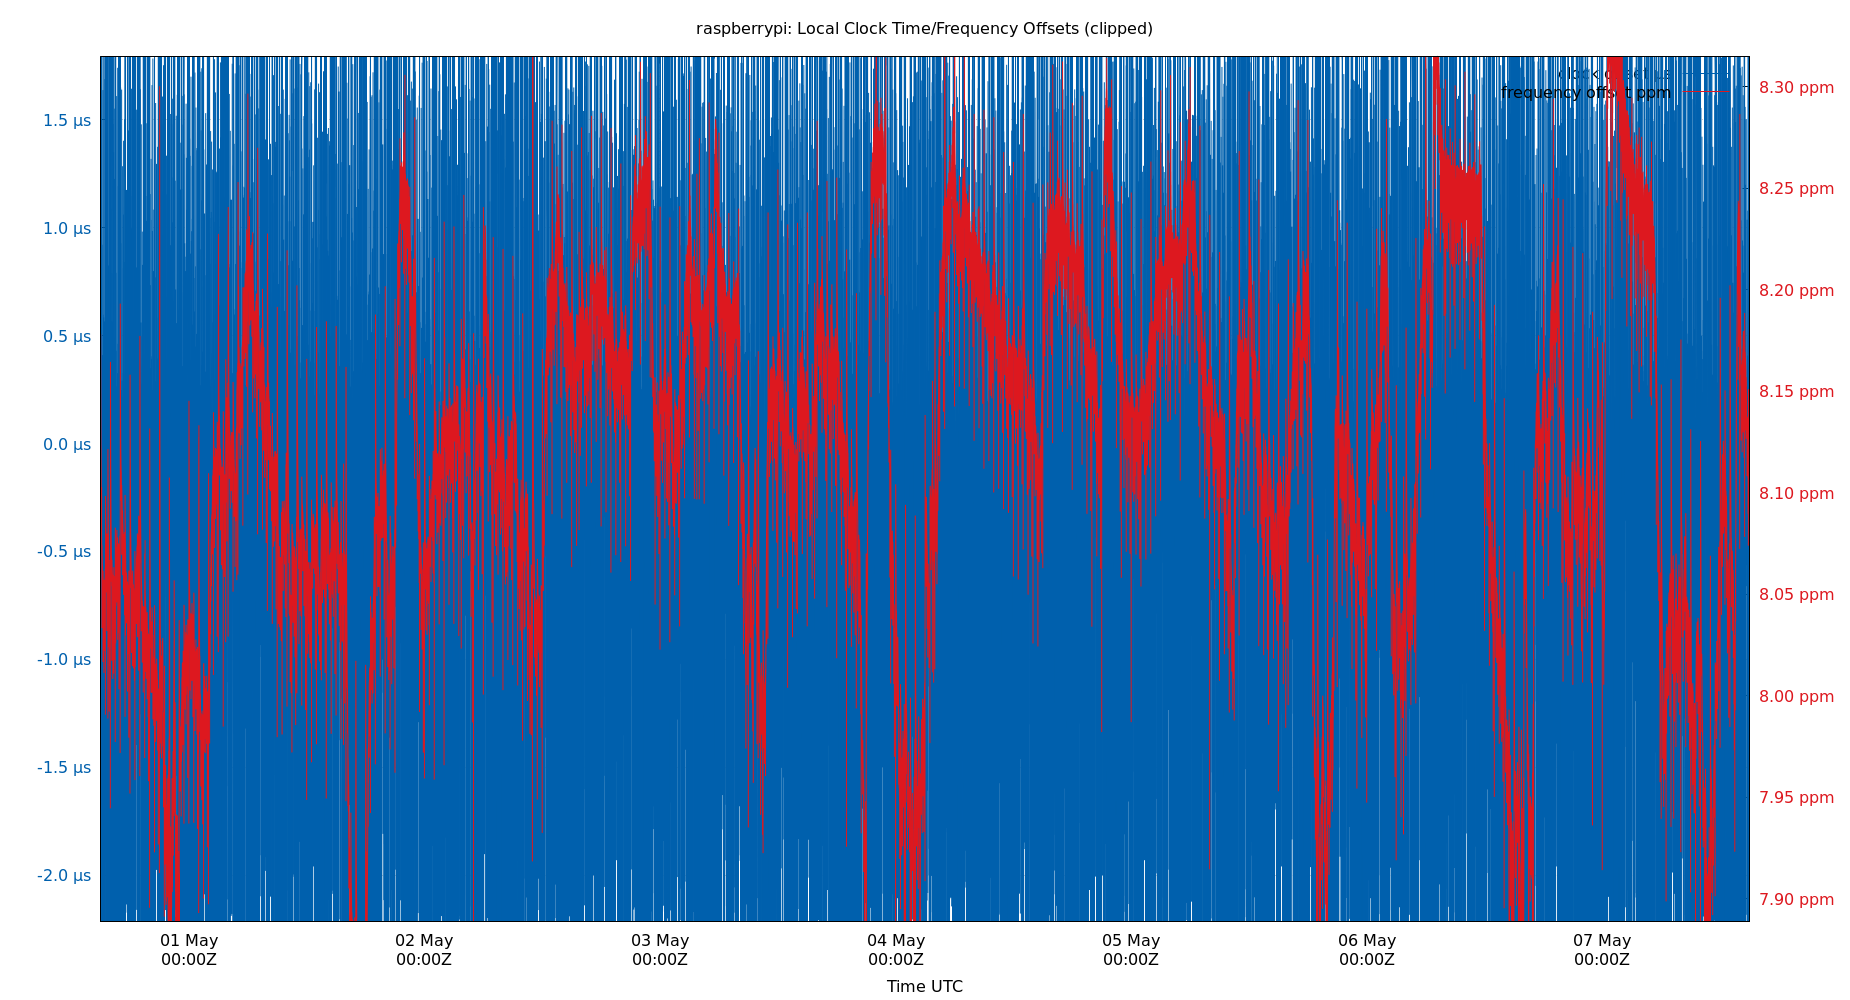 raspberrypi: Local Clock Time/Frequency Offsets (clipped)
clock offset µs
frequency offset ppm
1.5 µs
1.0 µs
0.5 µs
0.0 µs
-0.5 µs
-1.0 µs
-1.5 µs
-2.0 µs
8.30 ppm
8.25 ppm
8.20 ppm
8.15 ppm
8.10 ppm
8.05 ppm
8.00 ppm
7.95 ppm
7.90 ppm
01 May 02 May 03 May 04 May 05 May 06 May 07 May
00:00Z 00:00Z 00:00Z 00:00Z 00:00Z 00:00Z 00:00Z
Time UTC